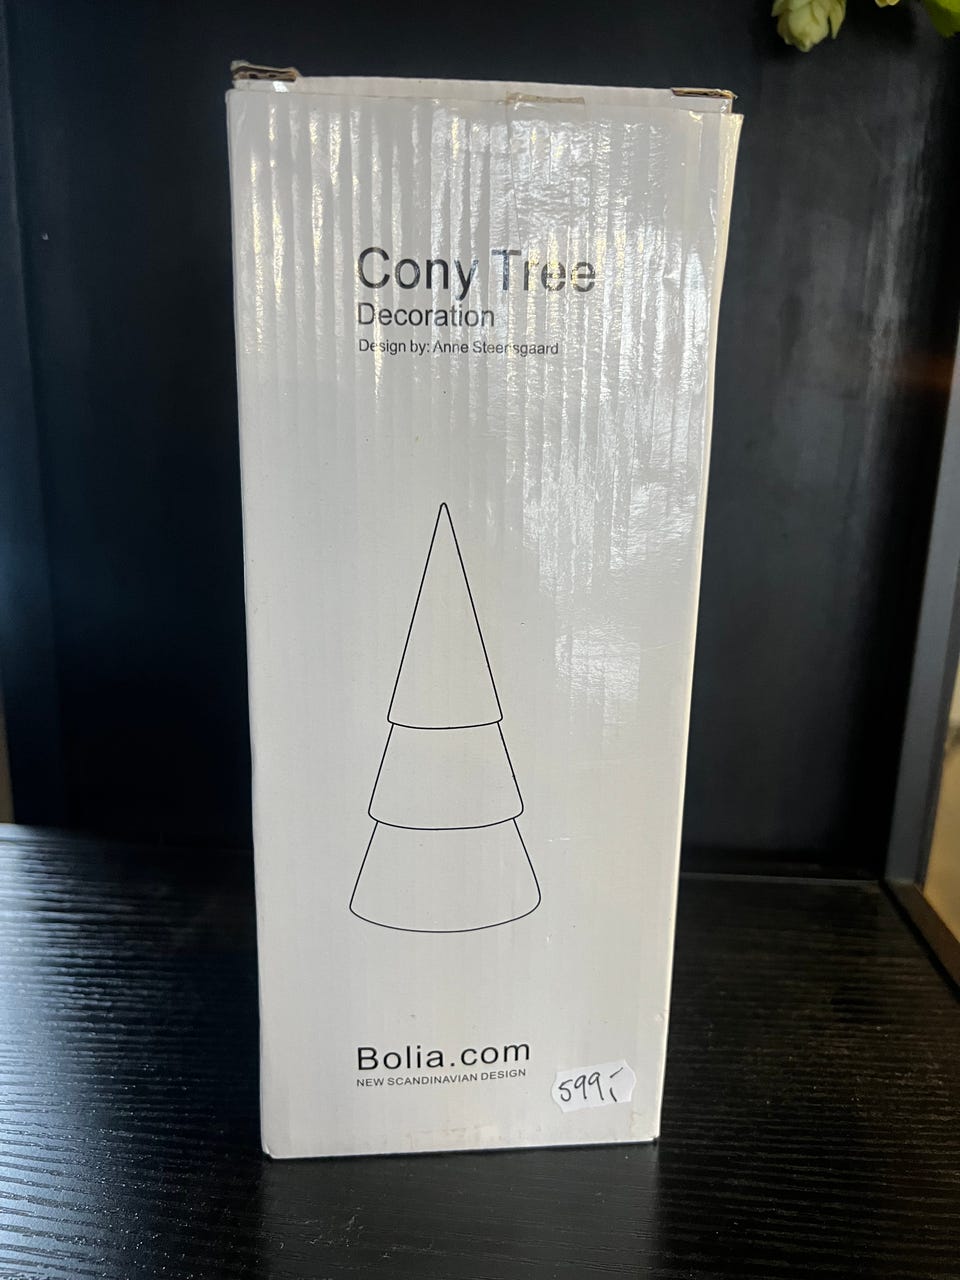 Cony Tree
Decoration
Design by: Anne Steensgaard
Bolia.com
NEW SCANDINAVIAN DESIGN
599,-